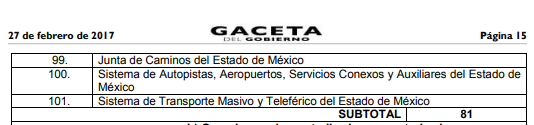 27 de febrero de 2017 GACETA DEL GOBIERNO Página 15
99. Junta de Caminos del Estado de México
100. Sistema de Autopistas, Aeropuertos, Servicios Conexos y Auxiliares del Estado de
México
101. Sistema de Transporte Masivo y Teleférico del Estado de México
SUBTOTAL 81